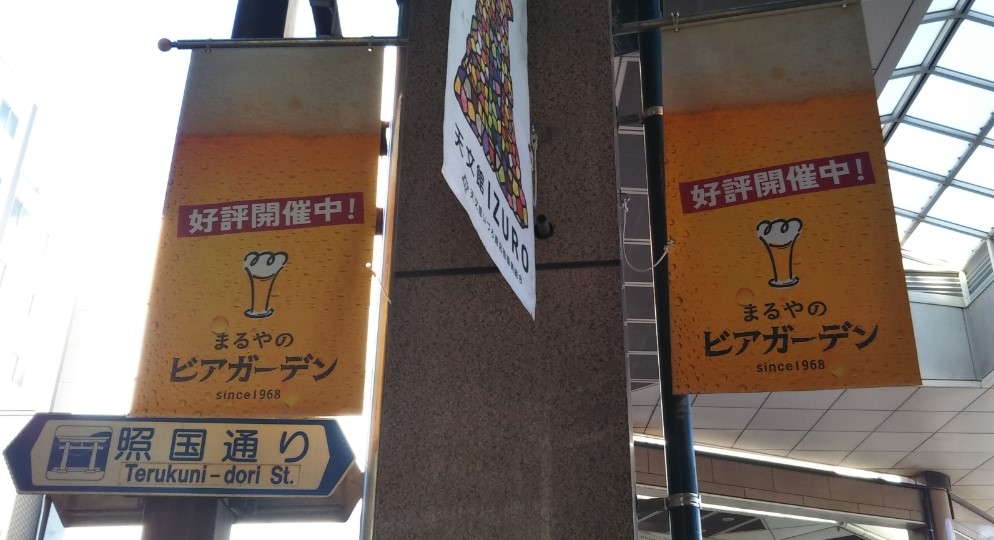 好評開催中!
まるやの
ビアガーデン
since1968
照国通り
Terukuni-dori St.
天文館IZURO
好評開催中!
まるやの
ビアガーデン
since1968